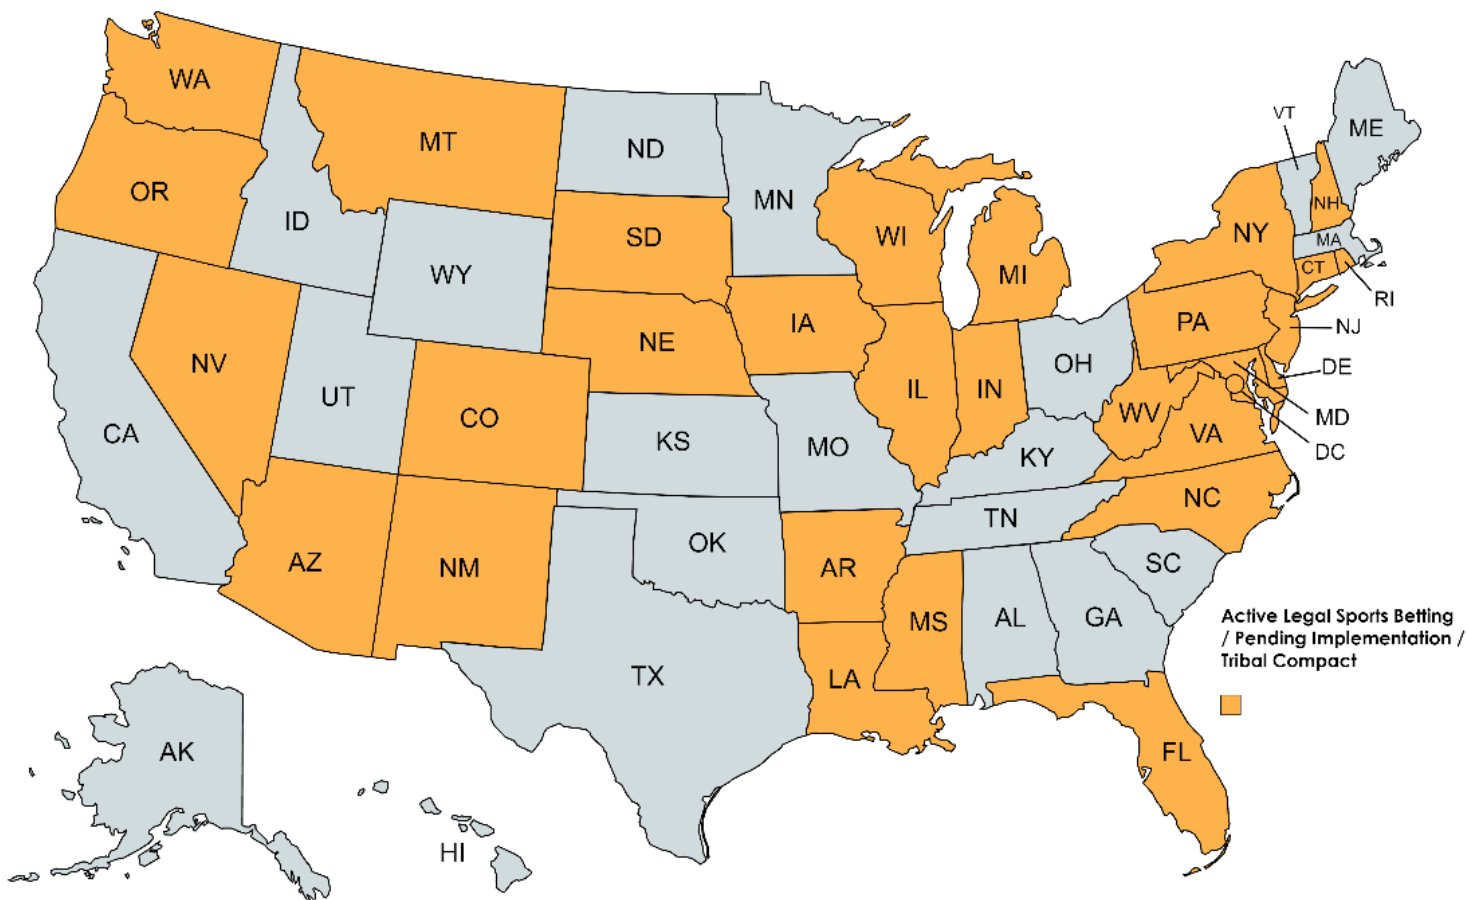 WA
MT
ND
MN
VT
ME
OR
ID
SD
WI
NH
NY
MA
WY
MI
CT
RI
IA
PA
NJ
NV
NE
OH
DE
UT
CO
IL
IN
WV
MD
CA
KS
MO
VA
DC
KY
NC
TN
OK
AZ
NM
AR
SC
MS
AL
GA
Active Legal Sports Betting
/ Pending Implementation /
Tribal Compact
TX
LA
AK
FL
HI